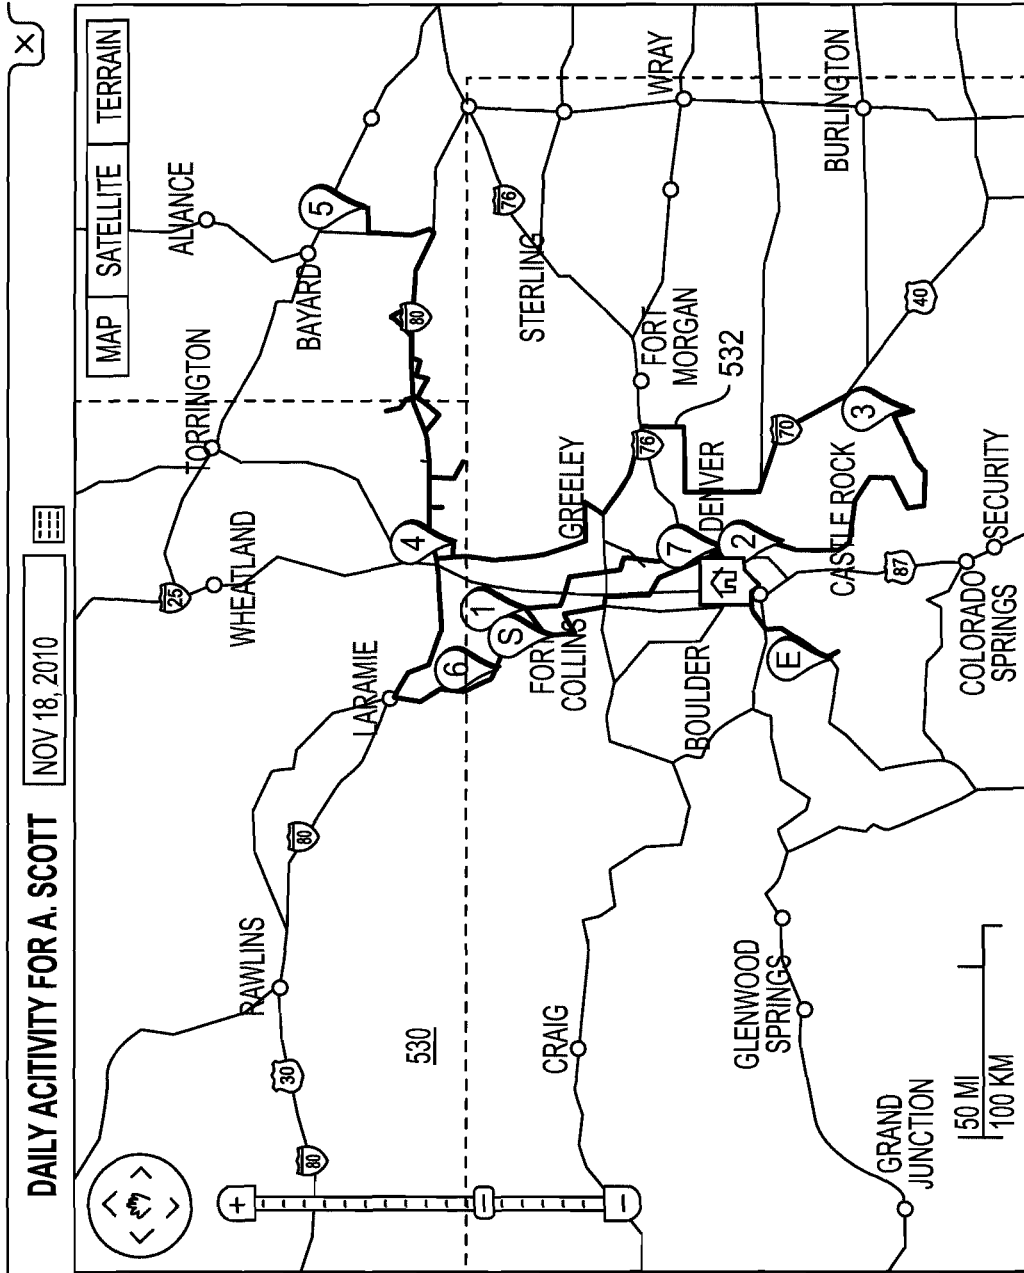 DAILY ACITIVITY FOR A. SCOTT
NOV 18, 2010
X
MAP
SATELLITE
TERRAIN
+
−
80
30
RAWLINS
80
LARAMIE
WHEATLAND
25
TORRINGTON
BAYARD
ALIANCE
5
80
4
6
S
1
530
CRAIG
FORT
COLLINS
GREELEY
STERLING
76
FORT
MORGAN
532
76
WRAY
BOULDER
7
DENVER
2
E
70
3
BURLINGTON
40
CASTLE ROCK
87
GLENWOOD
SPRINGS
GRAND
JUNCTION
COLORADO
SPRINGS
SECURITY
50 MI
100 KM